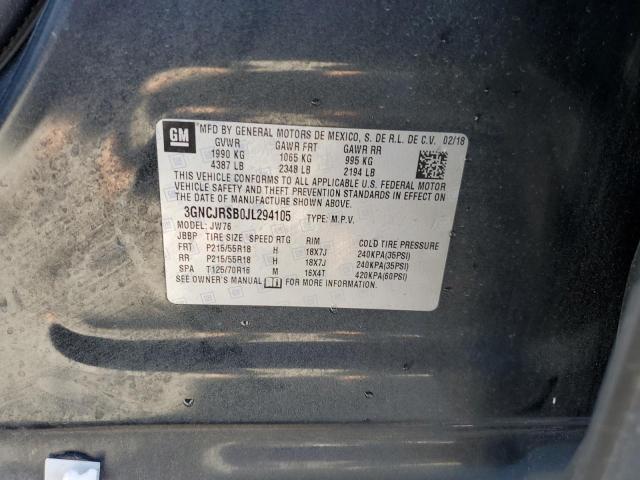 GM
MFD BY GENERAL MOTORS DE MEXICO, S. DE R.L. DE C.V. 02/18
GVWR GAWR FRT GAWR RR
1990 KG 1065 KG 995 KG
4387 LB 2348 LB 2194 LB
THIS VEHICLE CONFORMS TO ALL APPLICABLE U.S. FEDERAL MOTOR
VEHICLE SAFETY AND THEFT PREVENTION STANDARDS IN EFFECT ON
THE DATE OF MANUFACTURE SHOWN ABOVE.
3GNCJRSB0JL294105 TYPE: M.P.V.
MODEL: JW76
JBBP TIRE SIZE SPEED RTG RIM COLD TIRE PRESSURE
FRT P215/55R18 H 18X7J 240KPA(35PSI)
RR P215/55R18 H 18X7J 240KPA(35PSI)
SPA T125/70R16 M 16X4T 420KPA(60PSI)
SEE OWNER'S MANUAL FOR MORE INFORMATION.